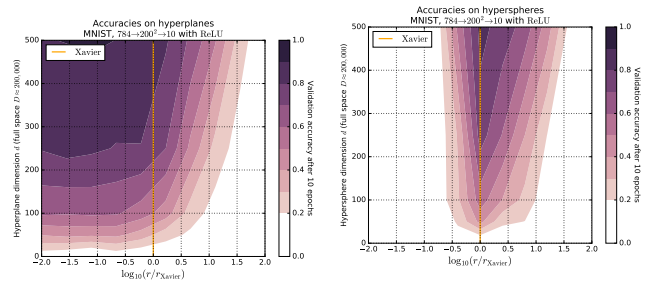 Accuracies on hyperplanes
MNIST, 784→200²→10 with ReLU
Xavier
Hyperplane dimension d (full space D ≈ 200,000)
500
400
300
200
100
0
-2.0 -1.5 -1.0 -0.5 0.0 0.5 1.0 1.5 2.0
log₁₀(r/r_Xavier)
1.0
0.8
0.6
0.4
0.2
0.0
Validation accuracy after 10 epochs
Accuracies on hyperspheres
MNIST, 784→200²→10 with ReLU
Xavier
Hypersphere dimension d (full space D ≈ 200,000)
500
400
300
200
100
0
-2.0 -1.5 -1.0 -0.5 0.0 0.5 1.0 1.5 2.0
log₁₀(r/r_Xavier)
1.0
0.8
0.6
0.4
0.2
0.0
Validation accuracy after 10 epochs